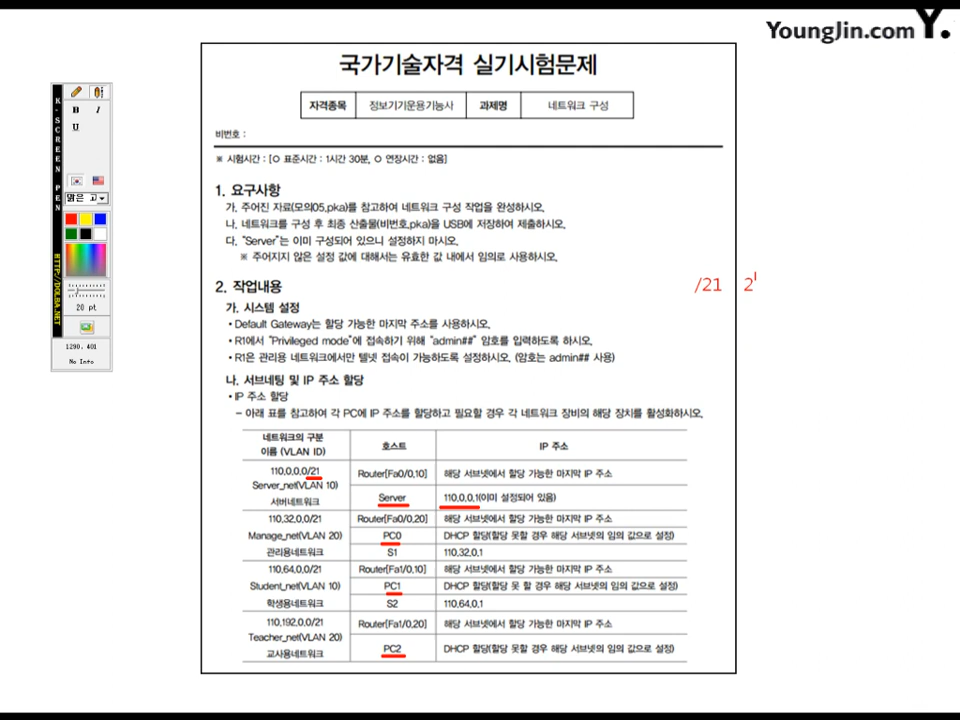 YoungJin.com Y.
국가기술자격 실기시험문제
자격종목 정보기기운용기능사 과제명 네트워크 구성
비번호 :
※ 시험시간 : [○ 표준시간 : 1시간 30분, ○ 연장시간 : 없음]
1. 요구사항
가. 주어진 자료(모의05.pka)를 참고하여 네트워크 구성 작업을 완성하시오.
나. 네트워크를 구성 후 최종 산출물(비번호.pka)을 USB에 저장하여 제출하시오.
다. "Server"는 이미 구성되어 있으니 설정하지 마시오.
※ 주어지지 않은 설정 값에 대해서는 유효한 값 내에서 임의로 사용하시오.
2. 작업내용
/21 2
가. 시스템 설정
• Default Gateway는 할당 가능한 마지막 주소를 사용하시오.
• R1에서 "Privileged mode"에 접속하기 위해 "admin##" 암호를 입력하도록 하시오.
• R1은 관리용 네트워크에서만 텔넷 접속이 가능하도록 설정하시오. (암호는 admin## 사용)
나. 서브네팅 및 IP 주소 할당
• IP 주소 할당
- 아래 표를 참고하여 각 PC에 IP 주소를 할당하고 필요할 경우 각 네트워크 장비의 해당 장치를 활성화하시오.
네트워크의 구분 이름 (VLAN ID) 호스트 IP 주소
110.0.0.0/21 Server_net(VLAN 10) 서버네트워크
Router[Fa0/0.10] 해당 서브넷에서 할당 가능한 마지막 IP 주소
Server 110.0.0.1(이미 설정되어 있음)
110.32.0.0/21 Manage_net(VLAN 20) 관리용네트워크
Router[Fa0/0.20] 해당 서브넷에서 할당 가능한 마지막 IP 주소
PC0 DHCP 할당(할당 못할 경우 해당 서브넷의 임의 값으로 설정)
S1 110.32.0.1
110.64.0.0/21 Student_net(VLAN 10) 학생용네트워크
Router[Fa1/0.10] 해당 서브넷에서 할당 가능한 마지막 IP 주소
PC1 DHCP 할당(할당 못 할 경우 해당 서브넷의 임의 값으로 설정)
S2 110.64.0.1
110.192.0.0/21 Teacher_net(VLAN 20) 교사용네트워크
Router[Fa1/0.20] 해당 서브넷에서 할당 가능한 마지막 IP 주소
PC2 DHCP 할당(할당 못할 경우 해당 서브넷의 임의 값으로 설정)
K-SCREEN PEN
HTTP://DOLBA.NET
B I
U
맑은 고
20 pt
1290, 401
No Info